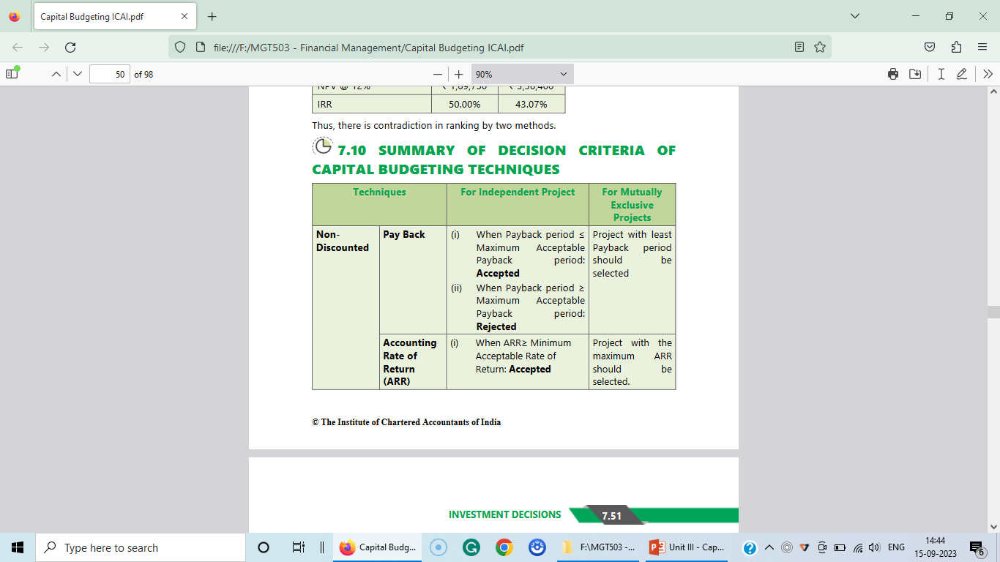 Capital Budgeting ICAI.pdf
file:///F:/MGT503 - Financial Management/Capital Budgeting ICAI.pdf
50 of 98
90%
NPV @ 12%
IRR 50.00% 43.07%
Thus, there is contradiction in ranking by two methods.
7.10 SUMMARY OF DECISION CRITERIA OF
CAPITAL BUDGETING TECHNIQUES
Techniques
For Independent Project
For Mutually
Exclusive
Projects
Non-
Discounted
Pay Back
(i) When Payback period ≤
Maximum Acceptable
Payback period:
Accepted
(ii) When Payback period ≥
Maximum Acceptable
Payback period:
Rejected
Project with least
Payback period
should be
selected
Accounting
Rate of
Return
(ARR)
(i) When ARR≥ Minimum
Acceptable Rate of
Return: Accepted
Project with the
maximum ARR
should be
selected.
© The Institute of Chartered Accountants of India
INVESTMENT DECISIONS 7.51
Type here to search
Capital Budg...
F:\MGT503 -...
Unit III - Cap...
ENG
14:44
15-09-2023
6